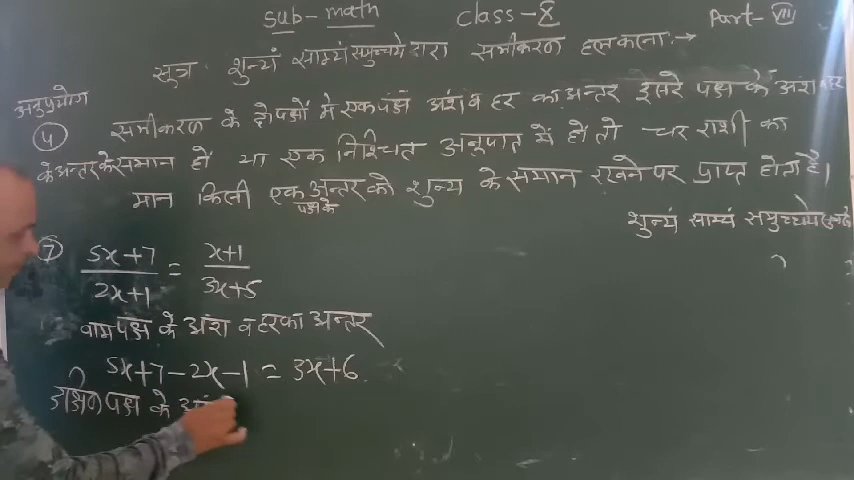 Sub- math Class-X Part- VIII
सूत्र शुन्यं साम्यं समुच्चये द्वारा समीकरण हल करना :→
अनुप्रयोग
4 समीकरण के दो पक्षों में एक पक्ष के अंश व हर का अन्तर दूसरे पक्ष के अंश व हर
के अन्तर के समान हो या एक निश्चित अनुपात में हो तो चर राशी का
मान किसी एक पक्ष के अन्तर को शुन्य के समान रखने पर प्राप्त होता है।
शुन्यं साम्यं समुच्चये
7 (5x+7)/(2x+1) = (x+1)/(3x+5)
वाम पक्ष के अंश व हर का अन्तर
5x+7-2x-1 = 3x+6
दक्षिण पक्ष के